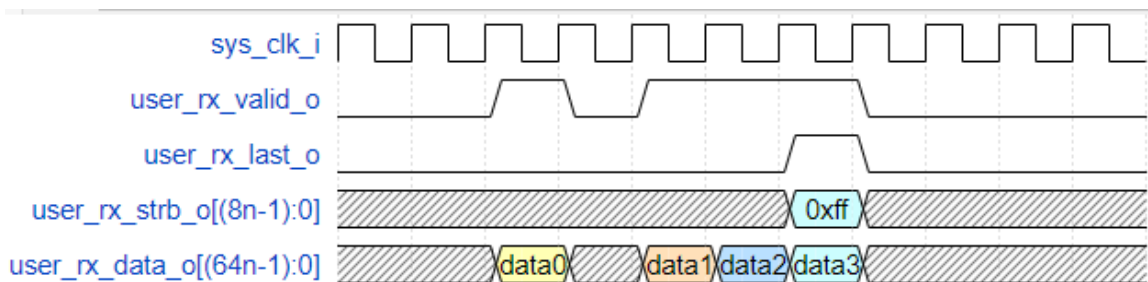 sys_clk_i
user_rx_valid_o
user_rx_last_o
user_rx_strb_o[(8n-1):0] 0xff
user_rx_data_o[(64n-1):0] data0 data1 data2 data3